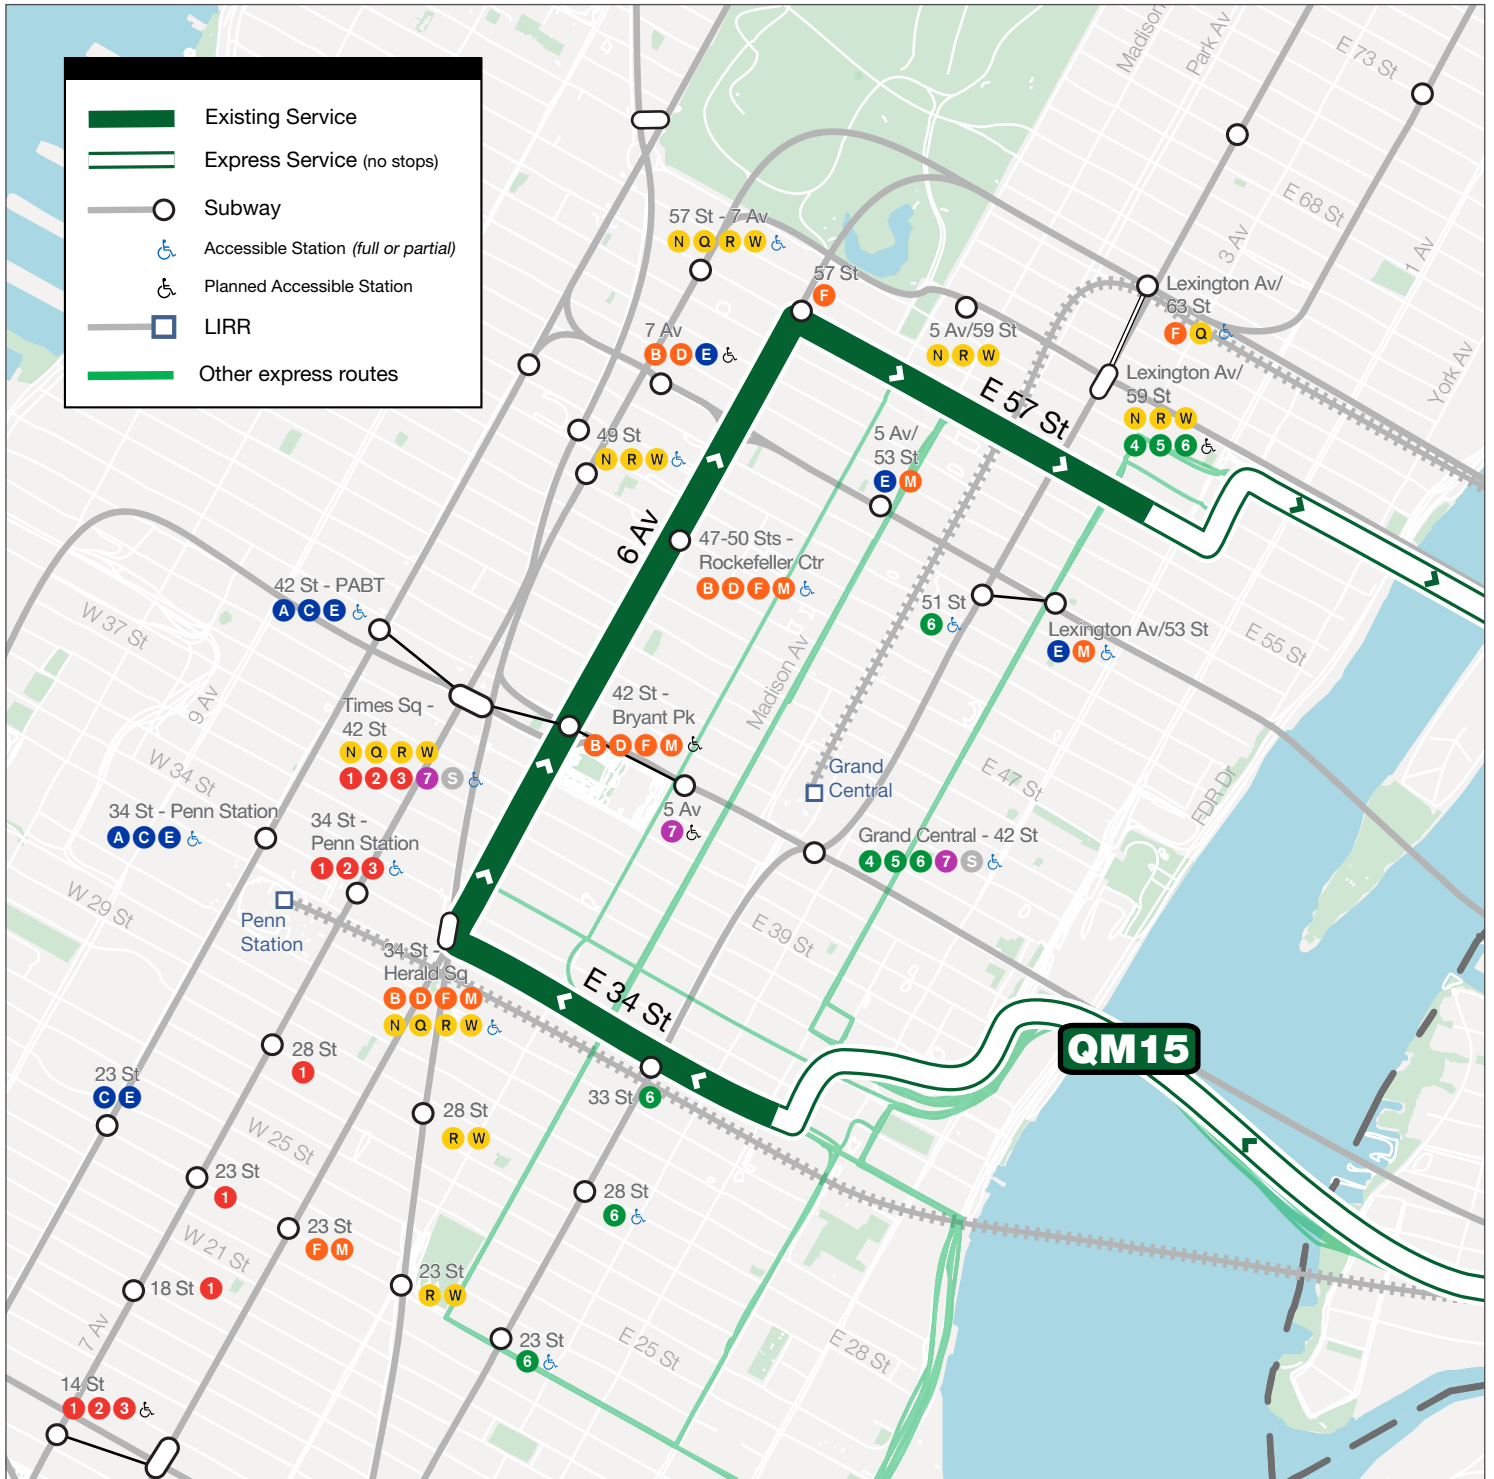 Existing Service
Express Service (no stops)
Subway
Accessible Station (full or partial)
Planned Accessible Station
LIRR
Other express routes
Madison
Park Av
E 73 St
E 68 St
3 Av
1 Av
York Av
57 St - 7 Av
N Q R W
57 St
F
Lexington Av/
63 St
F Q
5 Av/59 St
N R W
7 Av
B D E
Lexington Av/
59 St
N R W
4 5 6
E 57 St
49 St
N R W
5 Av/
53 St
E M
6 Av
47-50 Sts -
Rockefeller Ctr
B D F M
42 St - PABT
A C E
W 37 St
51 St
6
Lexington Av/53 St
E M
E 55 St
Madison Av
9 Av
Times Sq -
42 St
N Q R W
1 2 3 7 S
42 St -
Bryant Pk
B D F M
W 34 St
Grand
Central
E 47 St
FDR Dr
5 Av
7
34 St - Penn Station
A C E
34 St -
Penn Station
1 2 3
Grand Central - 42 St
4 5 6 7 S
W 29 St
Penn
Station
E 39 St
34 St -
Herald Sq
B D F M
N Q R W
E 34 St
QM15
28 St
1
23 St
C E
33 St 6
28 St
R W
W 25 St
23 St
1
28 St
6
23 St
F M
W 21 St
18 St 1
23 St
R W
7 Av
23 St
6
E 25 St
E 28 St
14 St
1 2 3